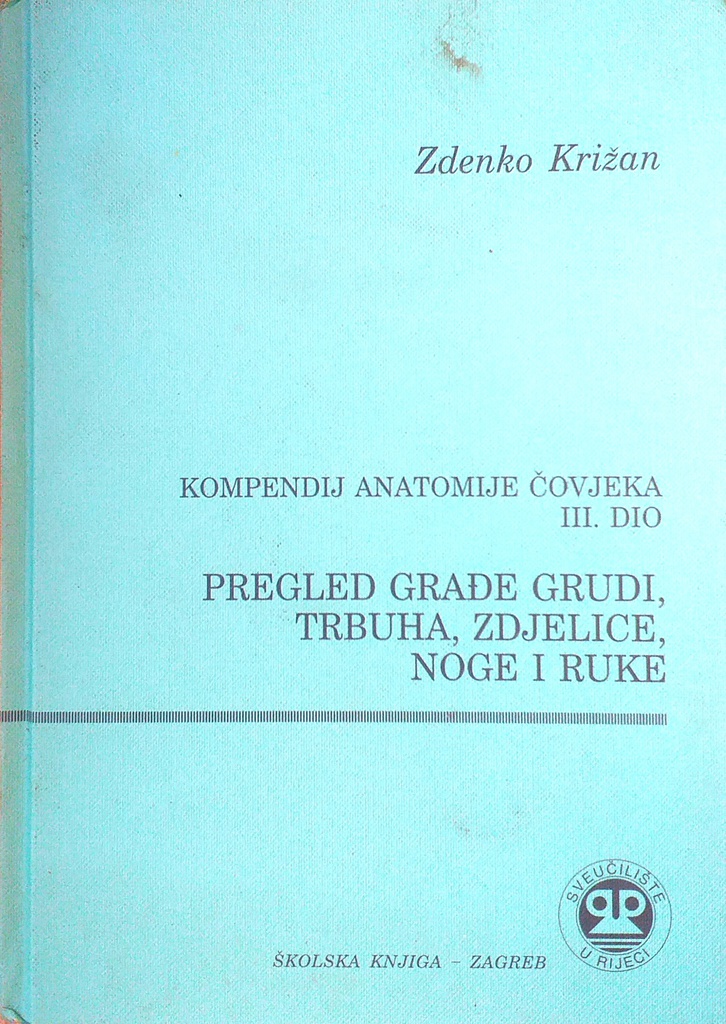 Zdenko Križan
KOMPENDIJ ANATOMIJE ČOVJEKA
III. DIO
PREGLED GRAĐE GRUDI,
TRBUHA, ZDJELICE,
NOGE I RUKE
SVEUČILIŠTE
U RIJECI
ŠKOLSKA KNJIGA – ZAGREB